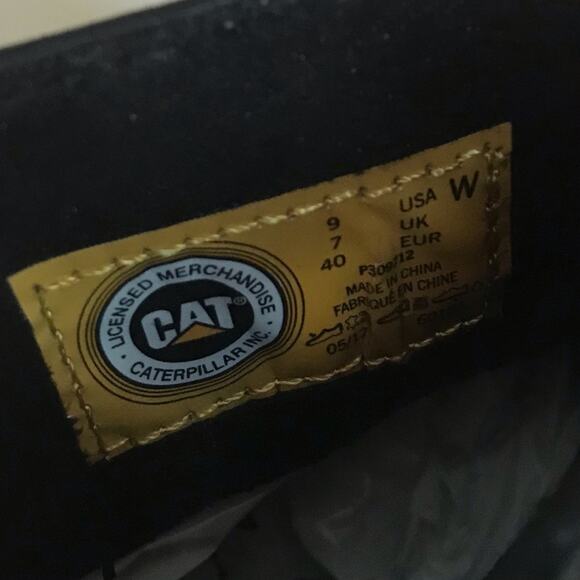 LICENSED MERCHANDISE
CAT®
CATERPILLAR INC.
9 USA W
7 UK
40 EUR
MADE IN CHINA
FABRIQUE EN CHINE
05/17